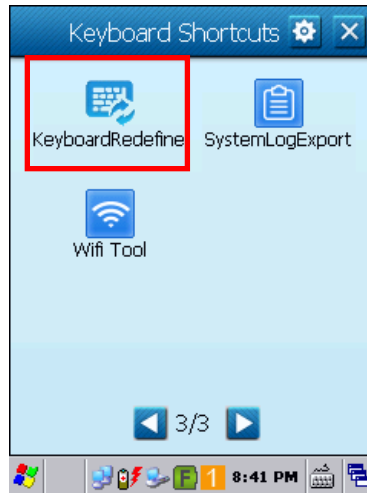 Keyboard Shortcuts
KeyboardRedefine SystemLogExport
Wifi Tool
3/3
F 1 8:41 PM